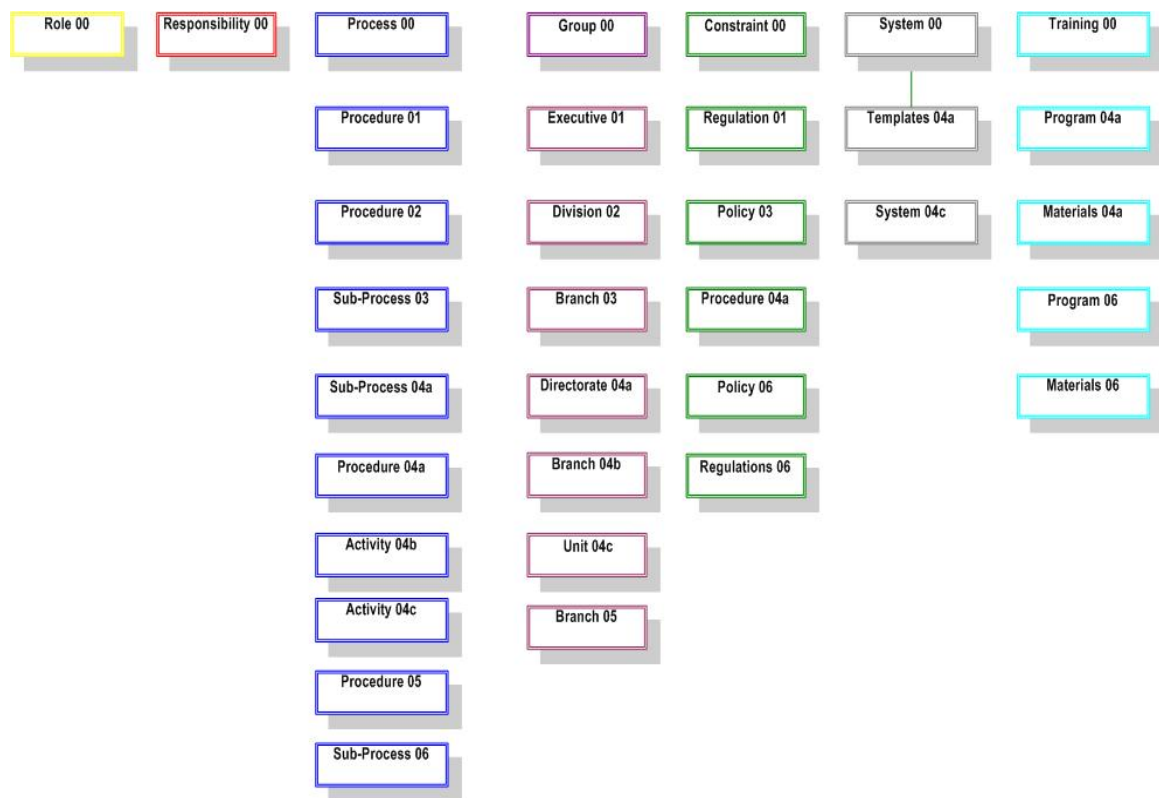 Role 00
Responsibility 00
Process 00
Group 00
Constraint 00
System 00
Training 00
Procedure 01
Executive 01
Regulation 01
Templates 04a
Program 04a
Procedure 02
Division 02
Policy 03
System 04c
Materials 04a
Sub-Process 03
Branch 03
Procedure 04a
Program 06
Sub-Process 04a
Directorate 04a
Policy 06
Materials 06
Procedure 04a
Branch 04b
Regulations 06
Activity 04b
Unit 04c
Activity 04c
Branch 05
Procedure 05
Sub-Process 06